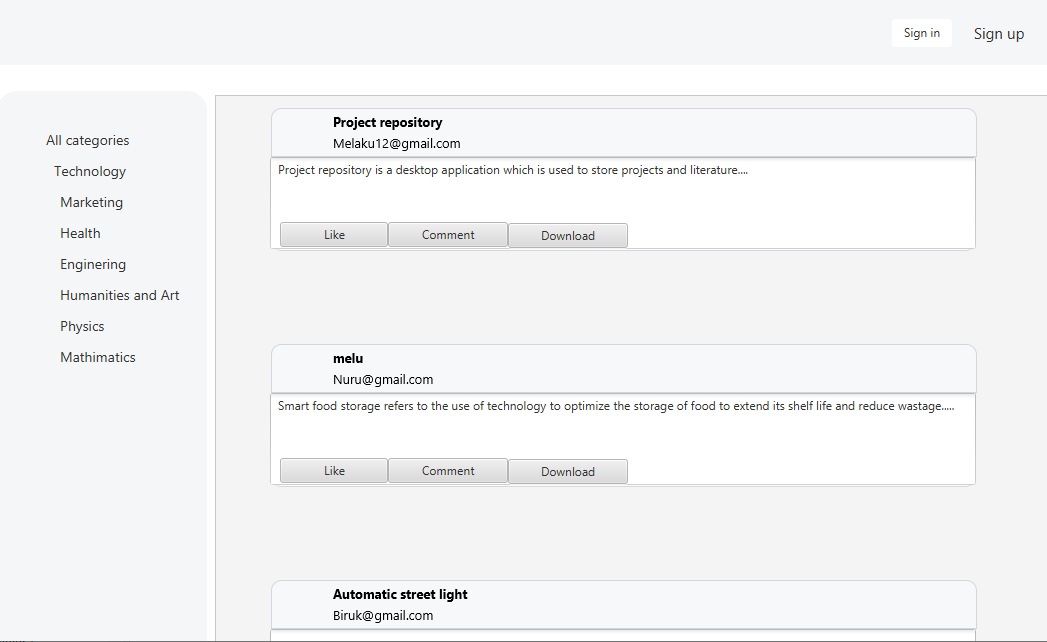 Sign in
Sign up
All categories
Technology
Marketing
Health
Enginering
Humanities and Art
Physics
Mathimatics
Project repository
Melaku12@gmail.com
Project repository is a desktop application which is used to store projects and literature....
Like
Comment
Download
melu
Nuru@gmail.com
Smart food storage refers to the use of technology to optimize the storage of food to extend its shelf life and reduce wastage.....
Like
Comment
Download
Automatic street light
Biruk@gmail.com